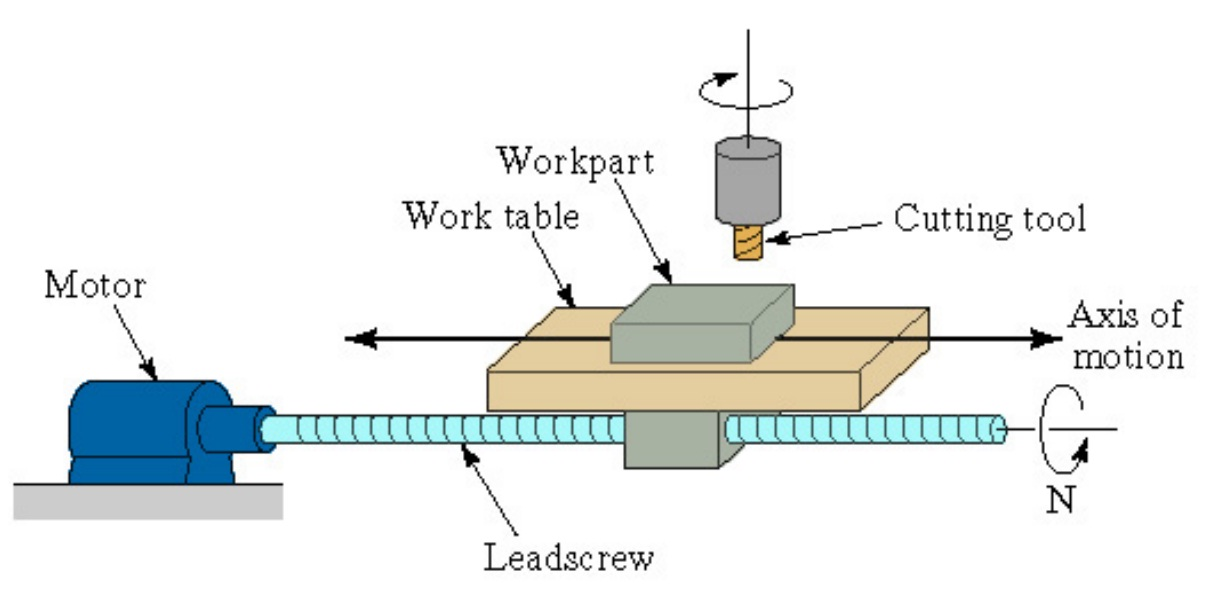 Workpart
Work table
Cutting tool
Motor
Axis of
motion
N
Leadscrew